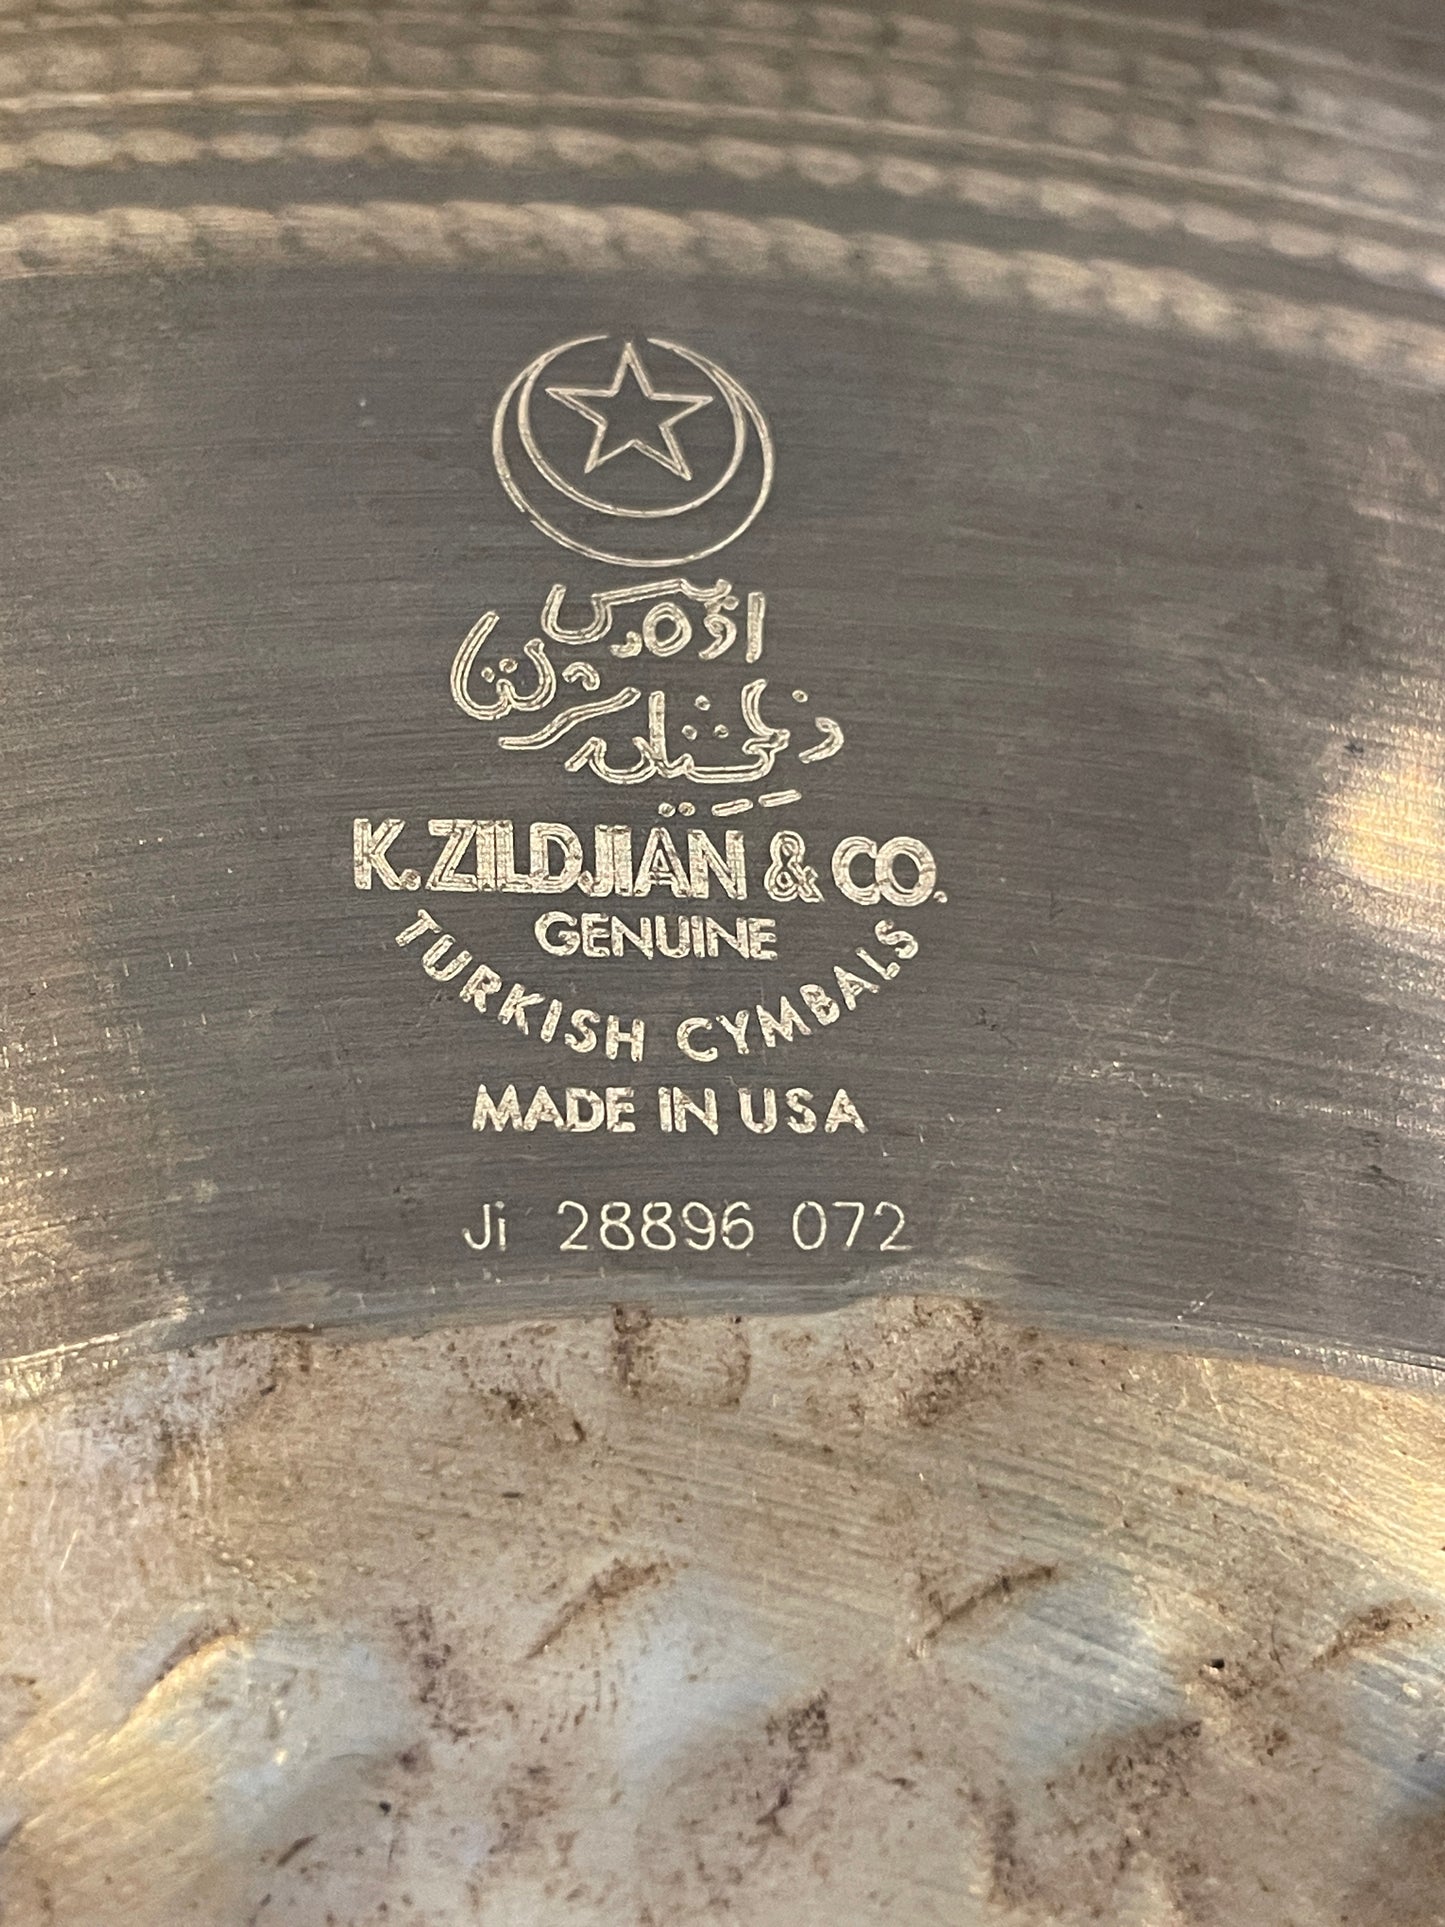 K. ZILDJIAN & CO.
GENUINE
TURKISH CYMBALS
MADE IN USA
Ji 28896 072